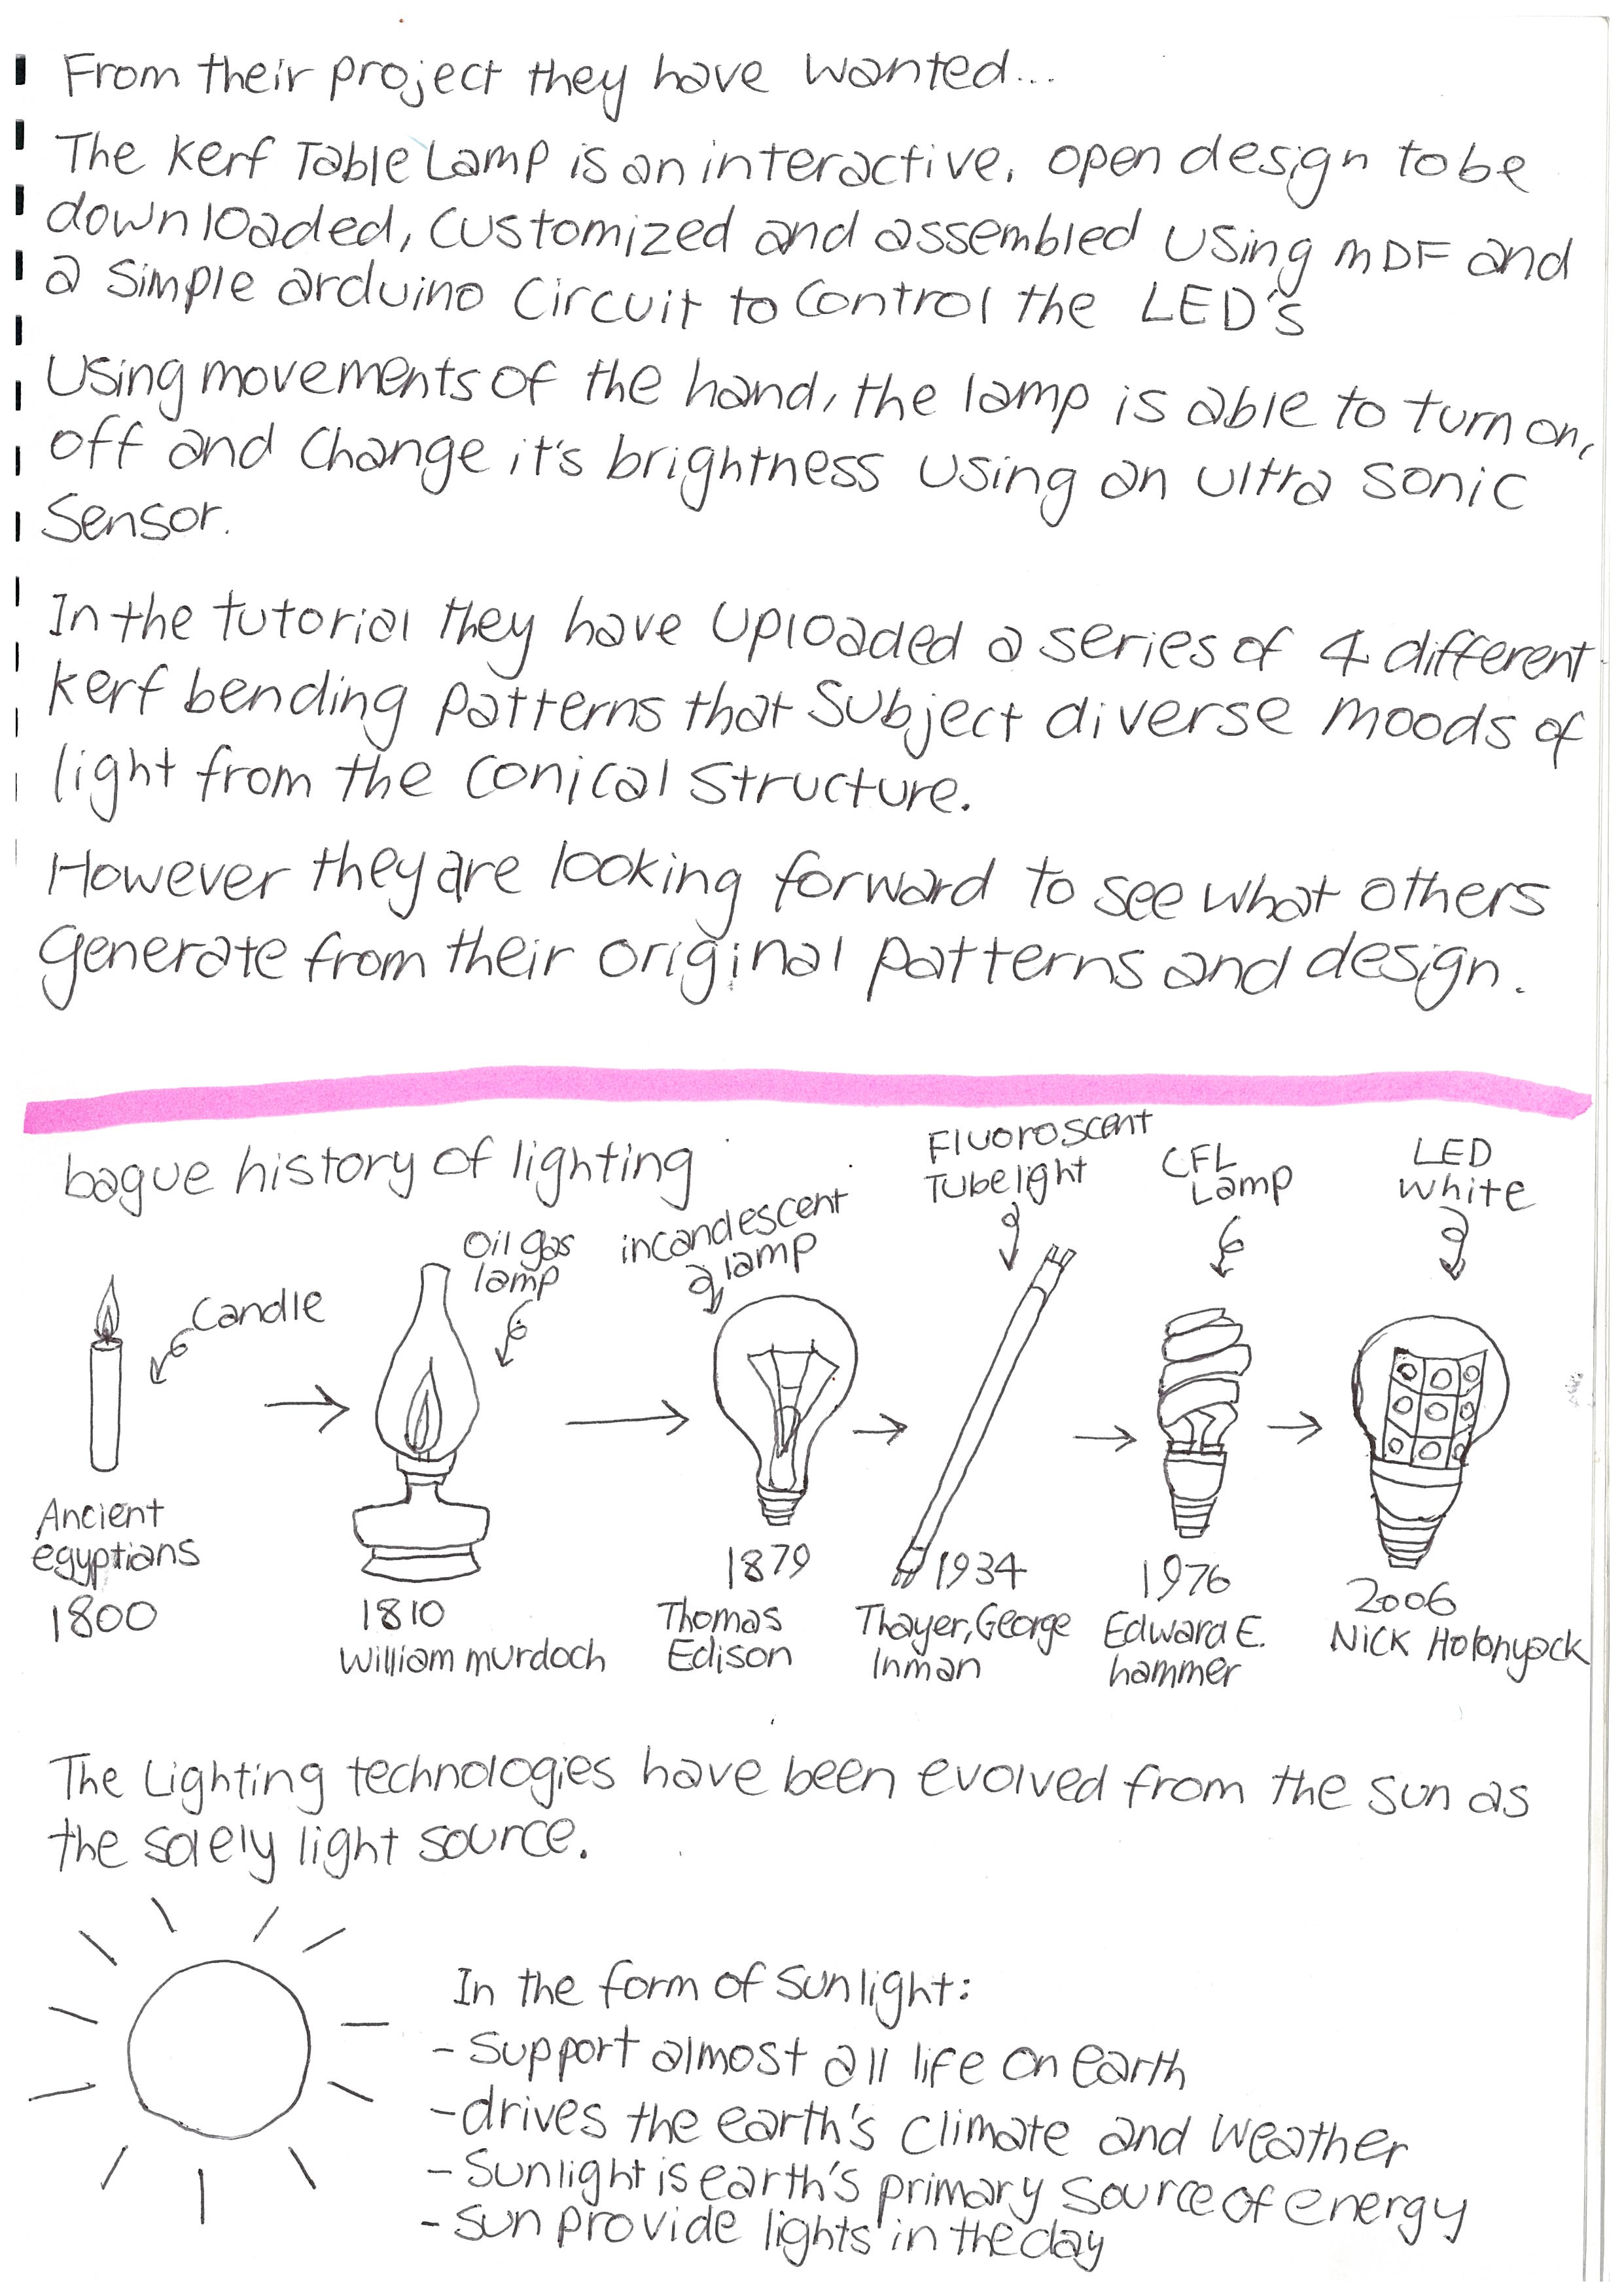 From their project they have wanted...
The Kerf Table Lamp is an interactive, open design to be
downloaded, customized and assembled using MDF and
a simple arduino circuit to control the LED's
Using movements of the hand, the lamp is able to turn on,
off and change it's brightness using an ultra sonic
sensor.
In the tutorial they have uploaded a series of 4 different
Kerf bending patterns that subject diverse moods of
light from the conical structure.
However they are looking forward to see what others
generate from their original patterns and design.
bague history of lighting
Candle
Oil gas
lamp
incandescent
lamp
Fluoroscent
Tube light
CFL
Lamp
LED
White
Ancient
egyptians
1800
1810
William murdoch
1879
Thomas
Edison
1934
Thayer, George
Inman
1976
Edward E.
hammer
2006
Nick Holonyack
The Lighting technologies have been evolved from the sun as
the solely light source.
In the form of sunlight:
- Support almost all life on earth
- drives the earth's climate and weather
- Sunlight is earth's primary source of energy
- sun provide lights in the day